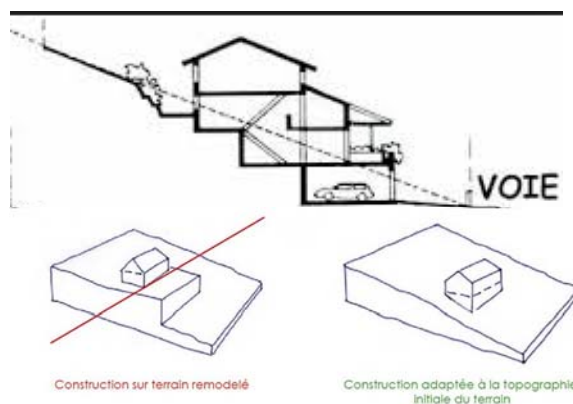 VOIE
Construction sur terrain remodelé
Construction adaptée à la topographie
initiale du terrain